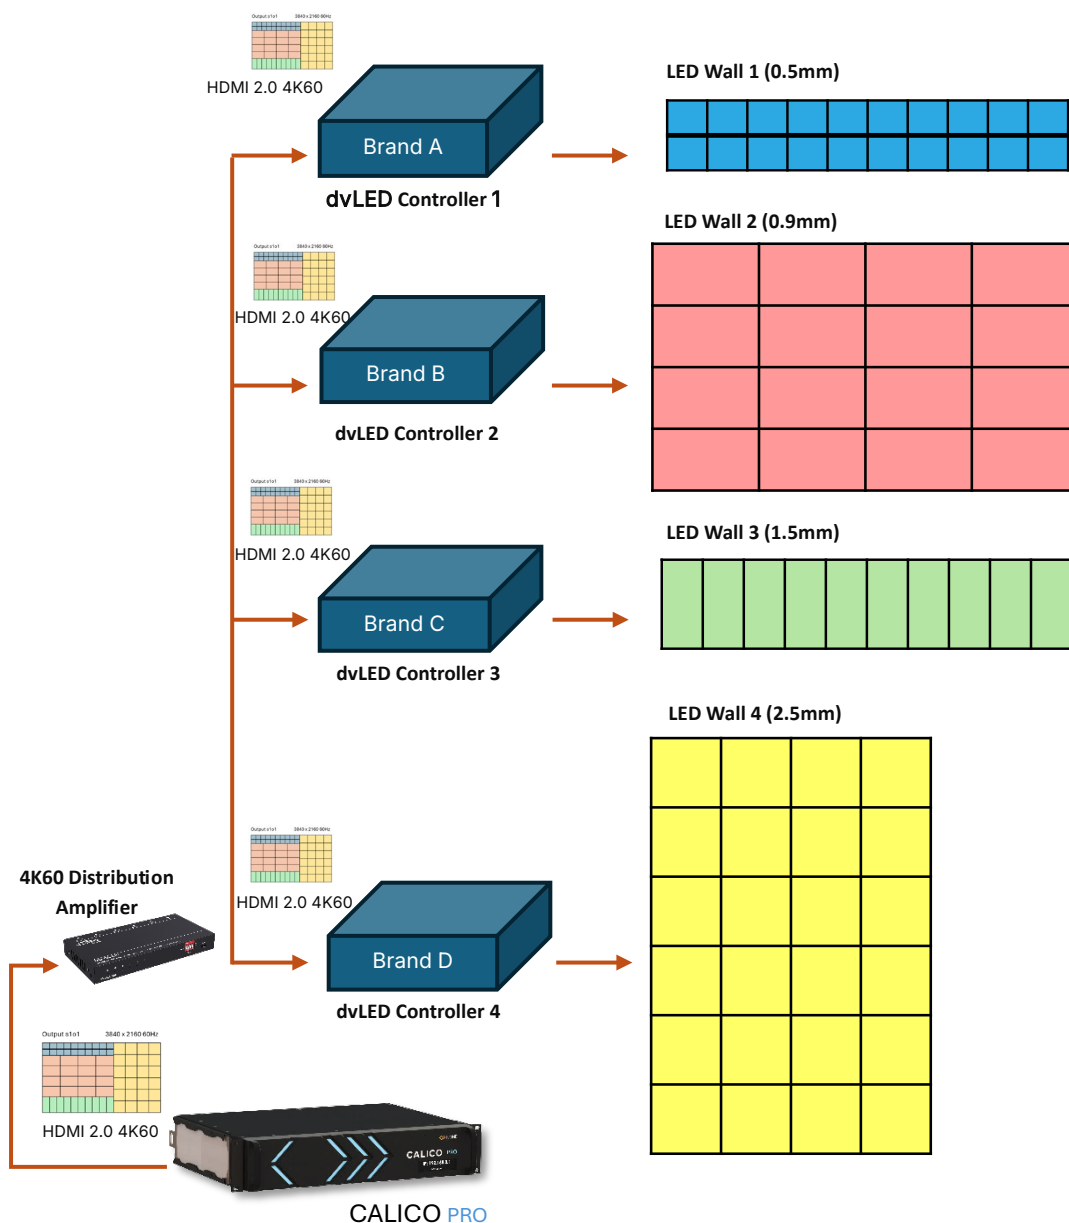 Output s1o1 3840 x 2160 60Hz
HDMI 2.0 4K60
Brand A
dvLED Controller 1
LED Wall 1 (0.5mm)
Output s1o1 3840 x 2160 60Hz
HDMI 2.0 4K60
Brand B
dvLED Controller 2
LED Wall 2 (0.9mm)
Output s1o1 3840 x 2160 60Hz
HDMI 2.0 4K60
Brand C
dvLED Controller 3
LED Wall 3 (1.5mm)
LED Wall 4 (2.5mm)
Output s1o1 3840 x 2160 60Hz
HDMI 2.0 4K60
Brand D
dvLED Controller 4
4K60 Distribution
Amplifier
Output s1o1 3840 x 2160 60Hz
HDMI 2.0 4K60
CALICO PRO
CALICO PRO